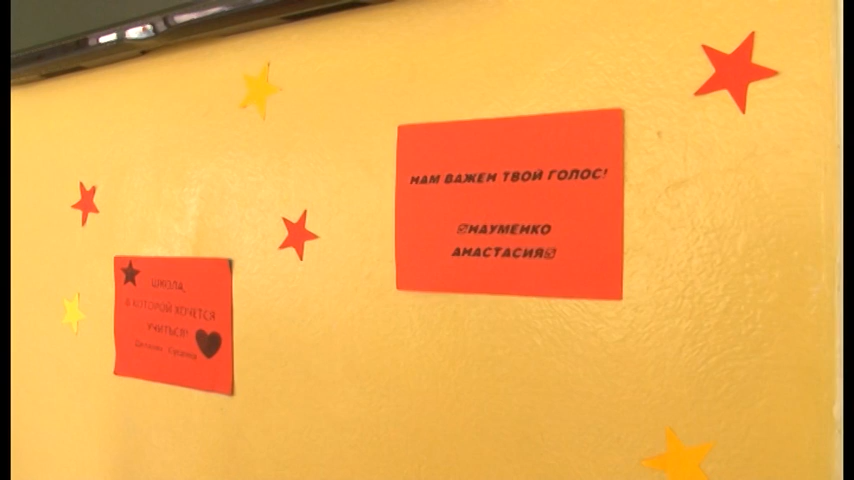 НАМ ВАЖЕН ТВОЙ ГОЛОС!
☑НАУМЕНКО
АНАСТАСИЯ☑
ШКОЛА,
В КОТОРОЙ ХОЧЕТСЯ
УЧИТЬСЯ!